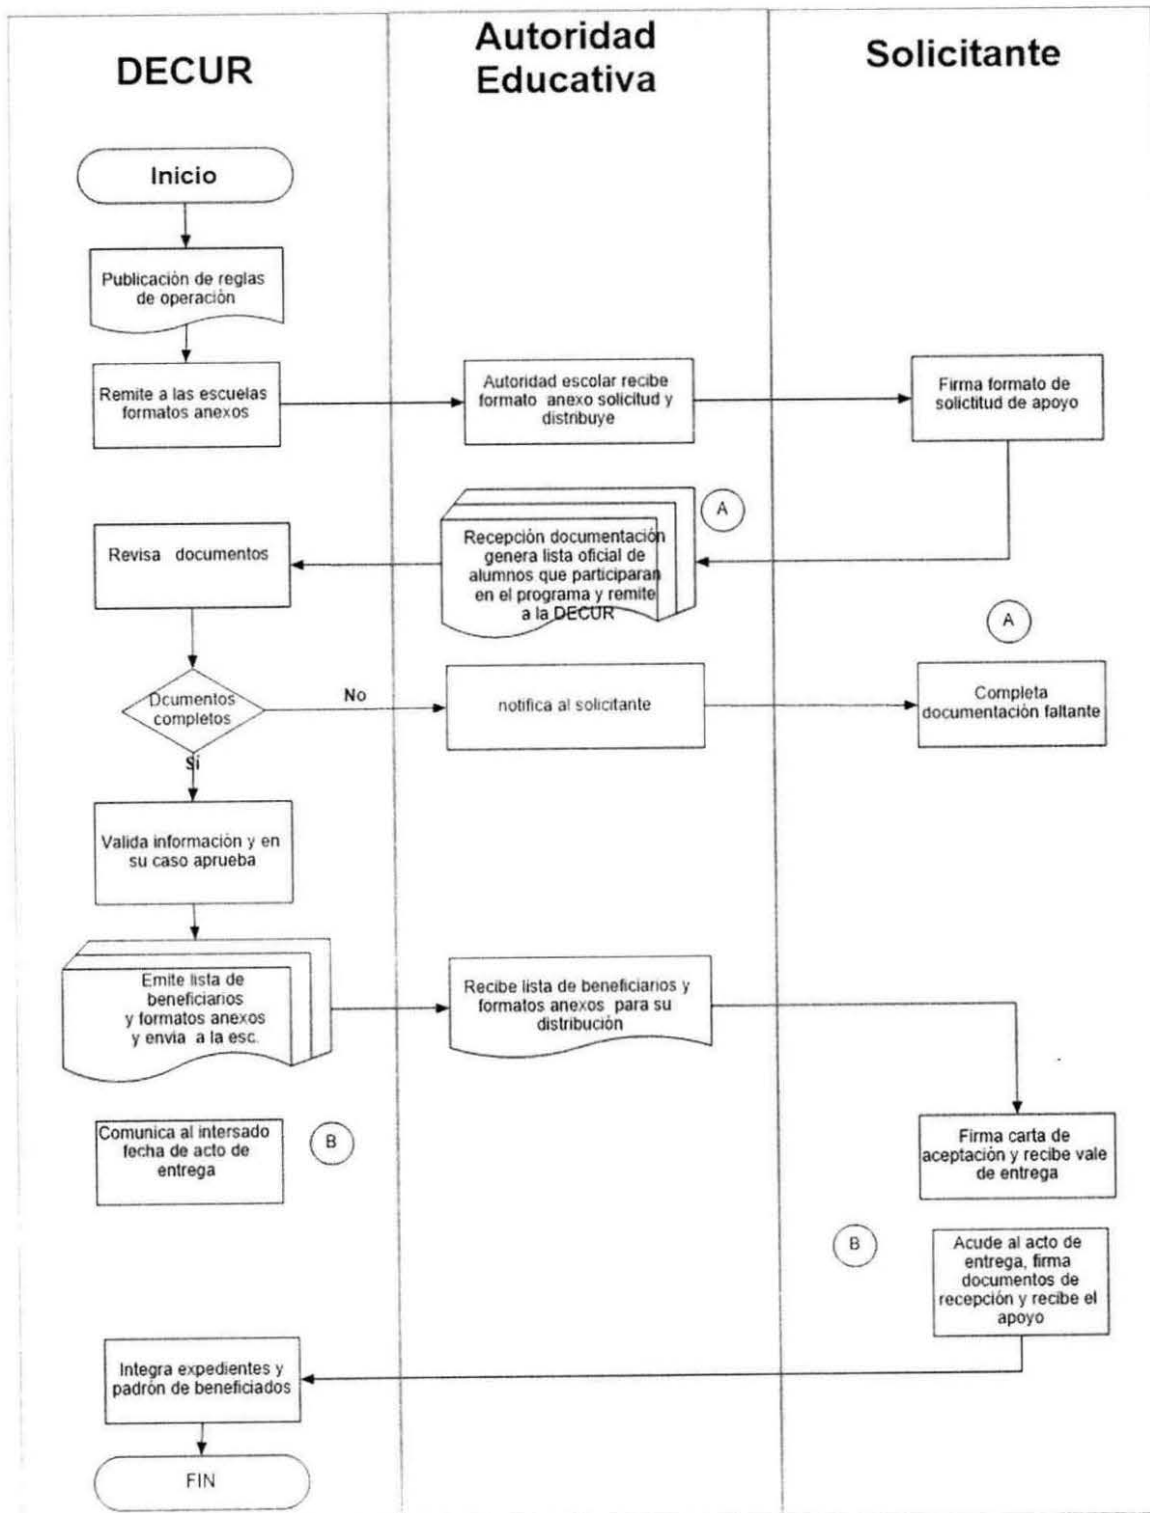 DECUR
Autoridad
Educativa
Solicitante
Inicio
Publicación de reglas
de operación
Remite a las escuelas
formatos anexos
Autoridad escolar recibe
formato anexo solicitud y
distribuye
Firma formato de
solictitud de apoyo
A
Recepción documentación
genera lista oficial de
alumnos que participaran
en el programa y remite
a la DECUR
Revisa documentos
A
Dcumentos
completos
No
notifica al solicitante
Completa
documentación faltante
Sí
Valida información y en
su caso aprueba
Emite lista de
beneficiarios
y formatos anexos
y envia a la esc.
Recibe lista de beneficiarios y
formatos anexos para su
distribución
Comunica al intersado
fecha de acto de
entrega
B
Firma carta de
aceptación y recibe vale
de entrega
B
Acude al acto de
entrega, firma
documentos de
recepción y recibe el
apoyo
Integra expedientes y
padrón de beneficiados
FIN